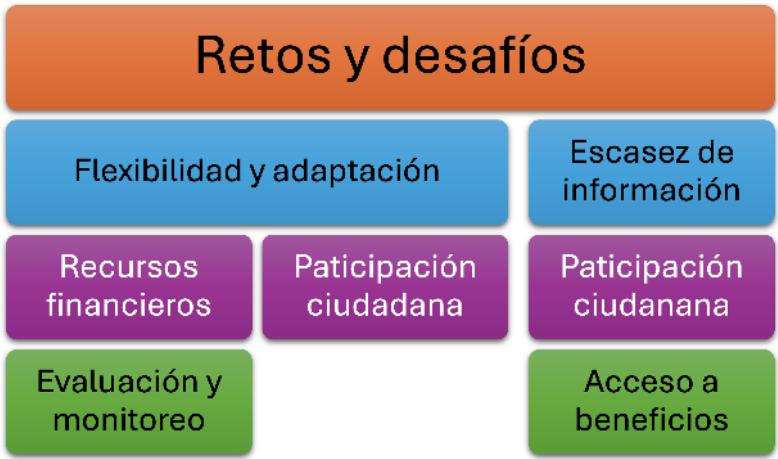 Retos y desafíos
Flexibilidad y adaptación
Escasez de
información
Recursos
financieros
Paticipación
ciudadana
Paticipación
ciudanana
Evaluación y
monitoreo
Acceso a
beneficios